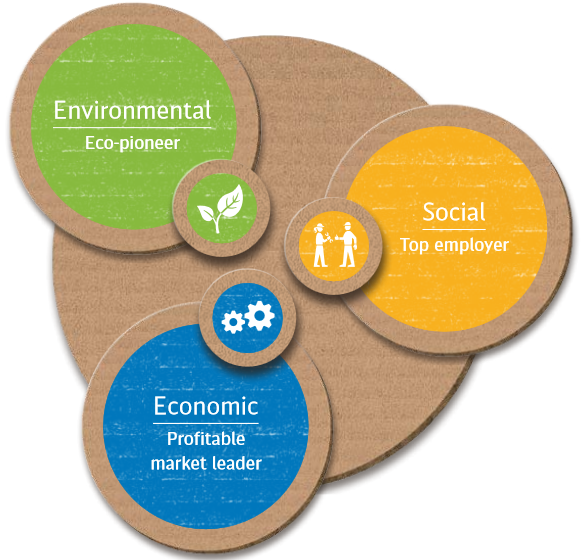 Environmental
Eco-pioneer
Social
Top employer
Economic
Profitable
market leader